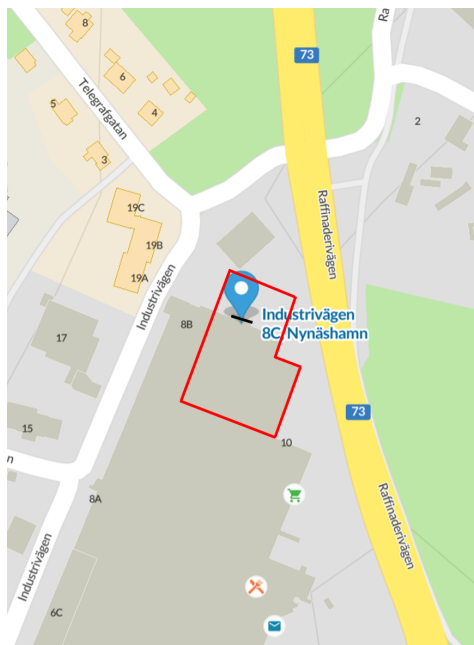 8
73
Ra
6
Telegrafgatan
5
4
2
3
19C
Raffinaderivägen
19B
19A
Industrivägen
Industrivägen
8C, Nynäshamn
8B
17
73
15
10
n
Raffinaderivägen
8A
Industrivägen
6C